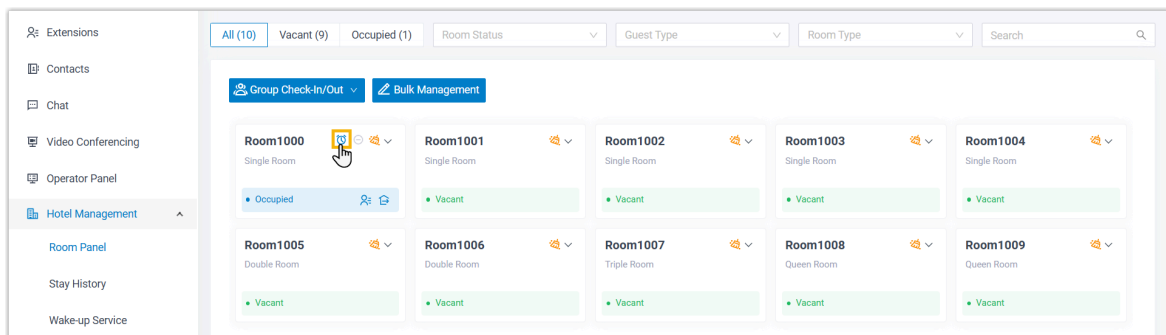 Extensions
Contacts
Chat
Video Conferencing
Operator Panel
Hotel Management
Room Panel
Stay History
Wake-up Service
All (10) Vacant (9) Occupied (1) Room Status Guest Type Room Type Search
Group Check-In/Out Bulk Management
Room1000 Room1001 Room1002 Room1003 Room1004
Single Room Single Room Single Room Single Room Single Room
Occupied Vacant Vacant Vacant Vacant
Room1005 Room1006 Room1007 Room1008 Room1009
Double Room Double Room Triple Room Queen Room Queen Room
Vacant Vacant Vacant Vacant Vacant